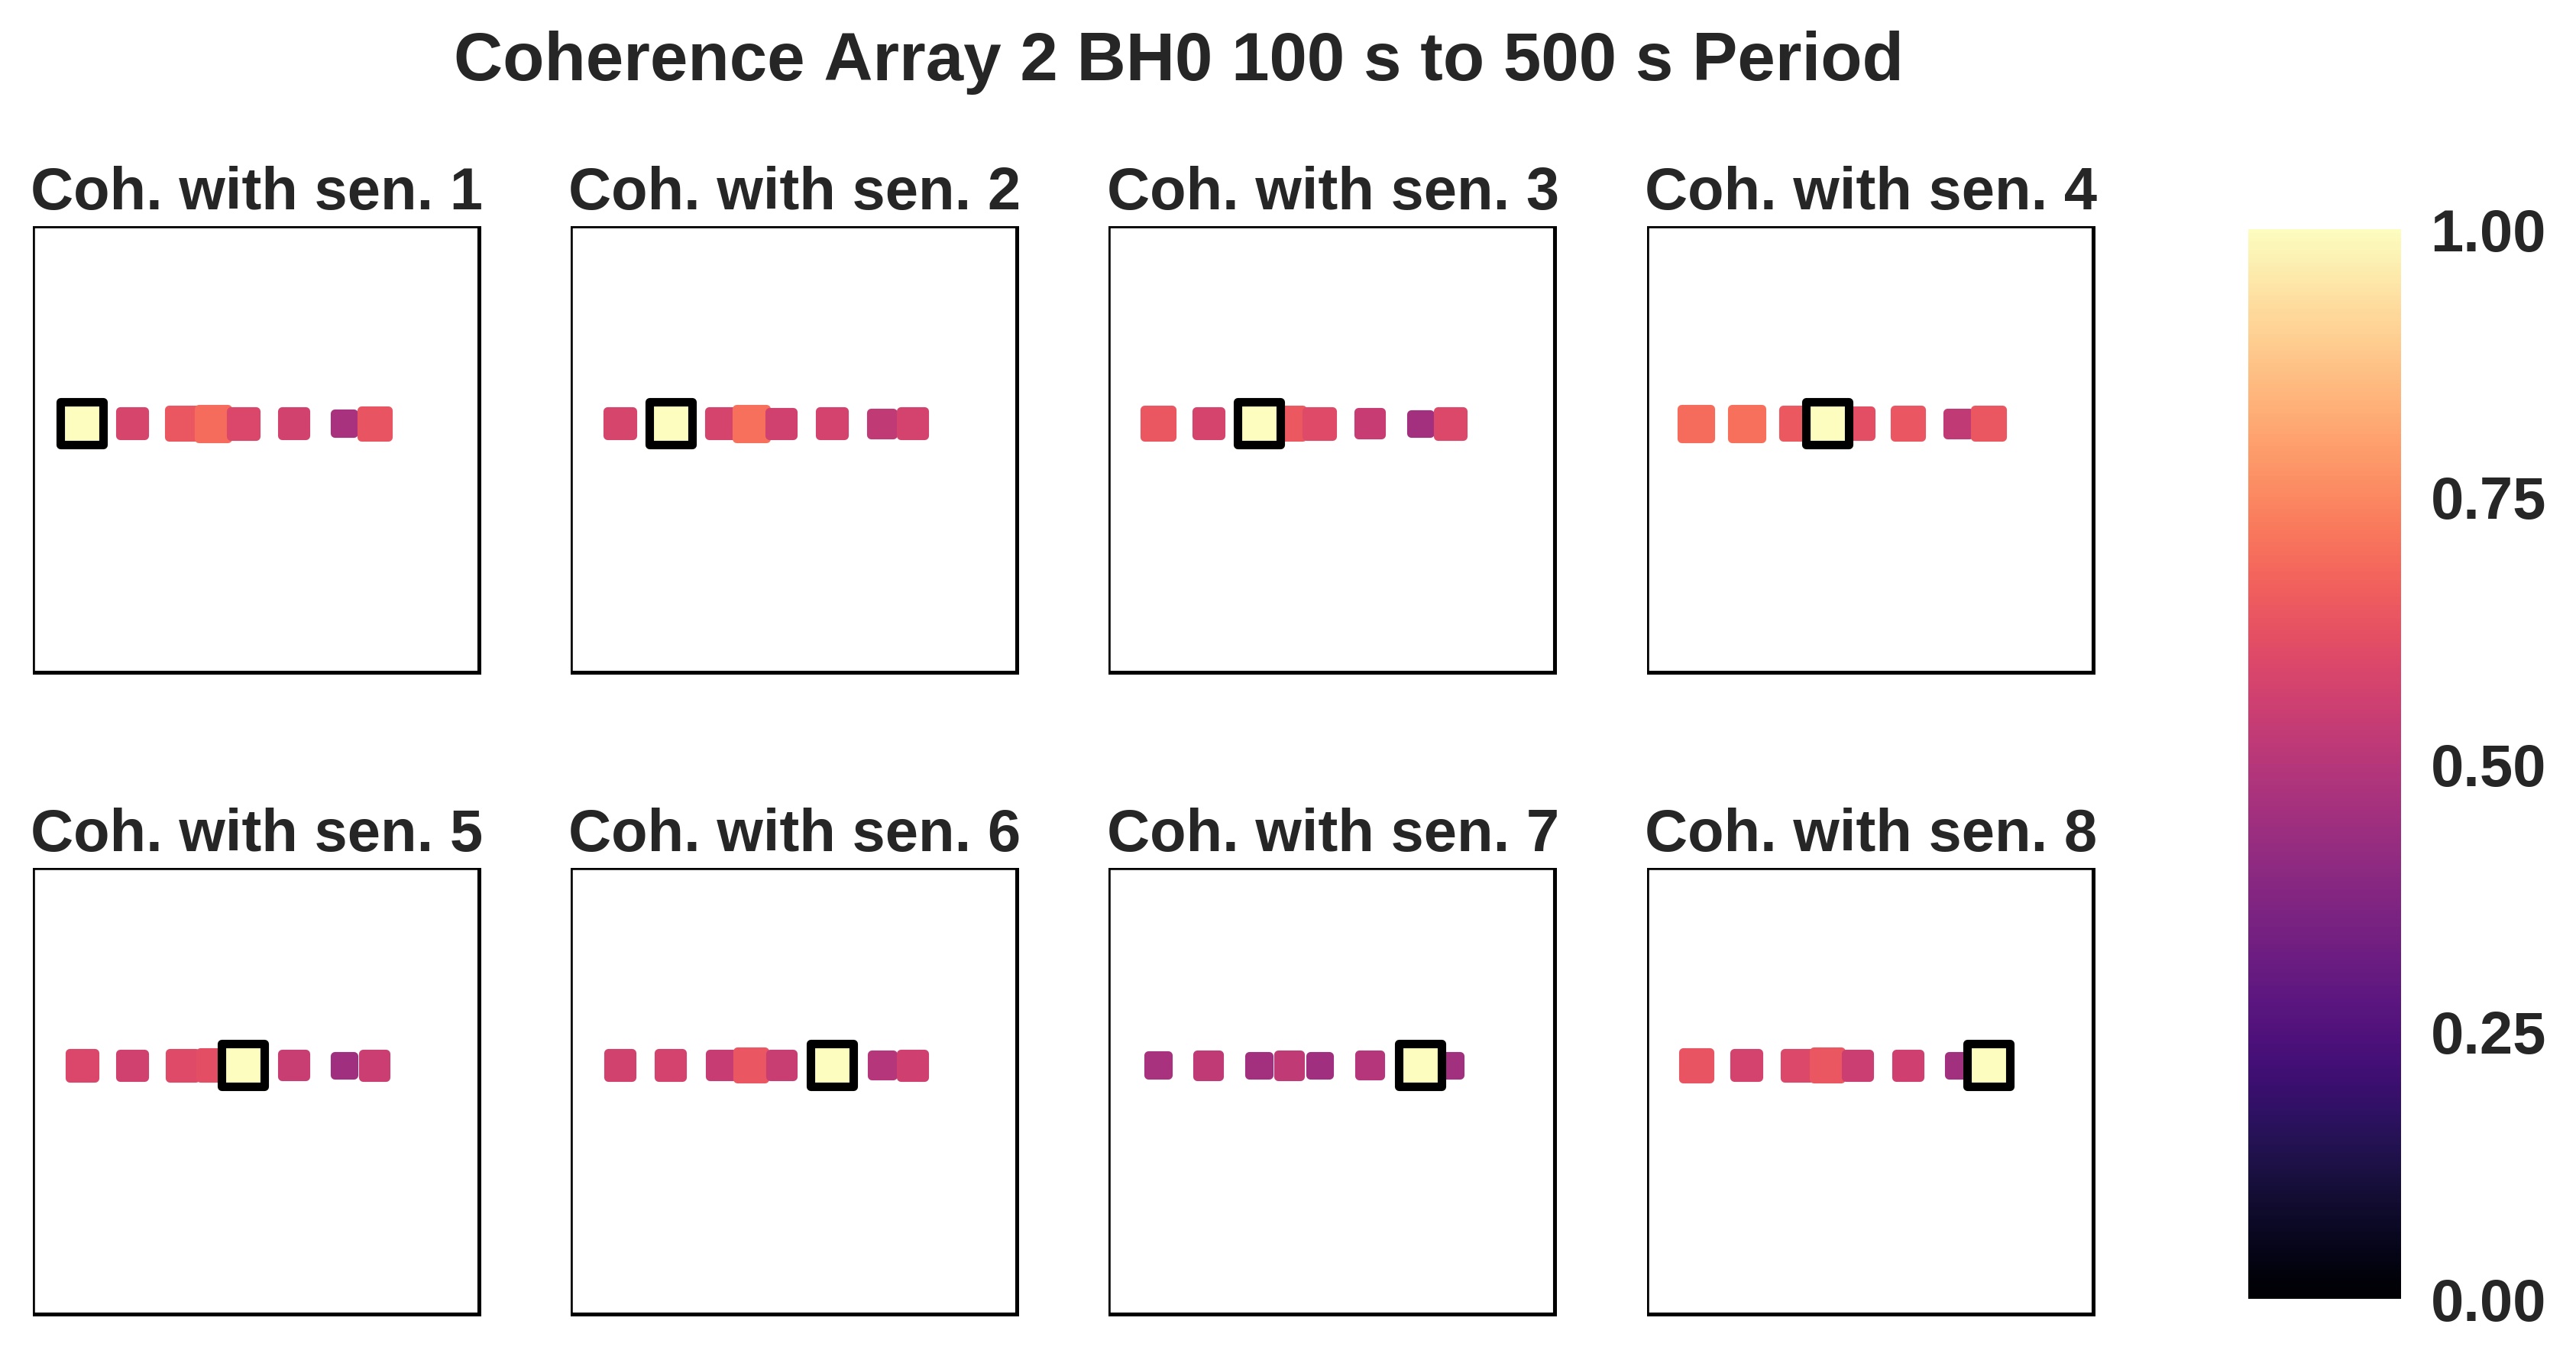 Coherence Array 2 BH0 100 s to 500 s Period
Coh. with sen. 1
Coh. with sen. 2
Coh. with sen. 3
Coh. with sen. 4
1.00
0.75
0.50
0.25
0.00
Coh. with sen. 5
Coh. with sen. 6
Coh. with sen. 7
Coh. with sen. 8